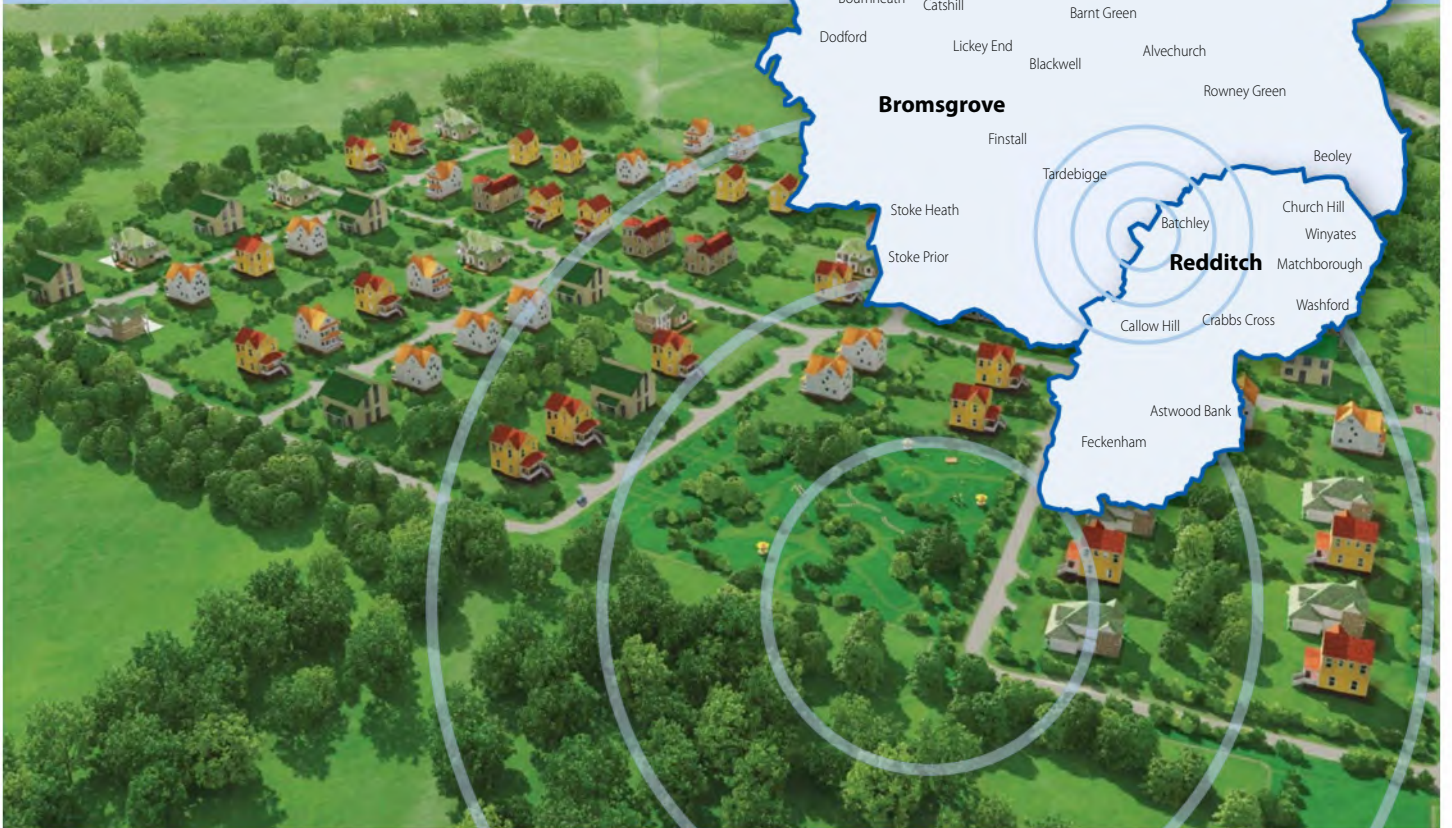 Catshill
Barnt Green
Dodford
Lickey End
Alvechurch
Blackwell
Rowney Green
Bromsgrove
Finstall
Beoley
Tardebigge
Church Hill
Stoke Heath
Batchley
Winyates
Stoke Prior
Redditch
Matchborough
Washford
Crabbs Cross
Callow Hill
Astwood Bank
Feckenham